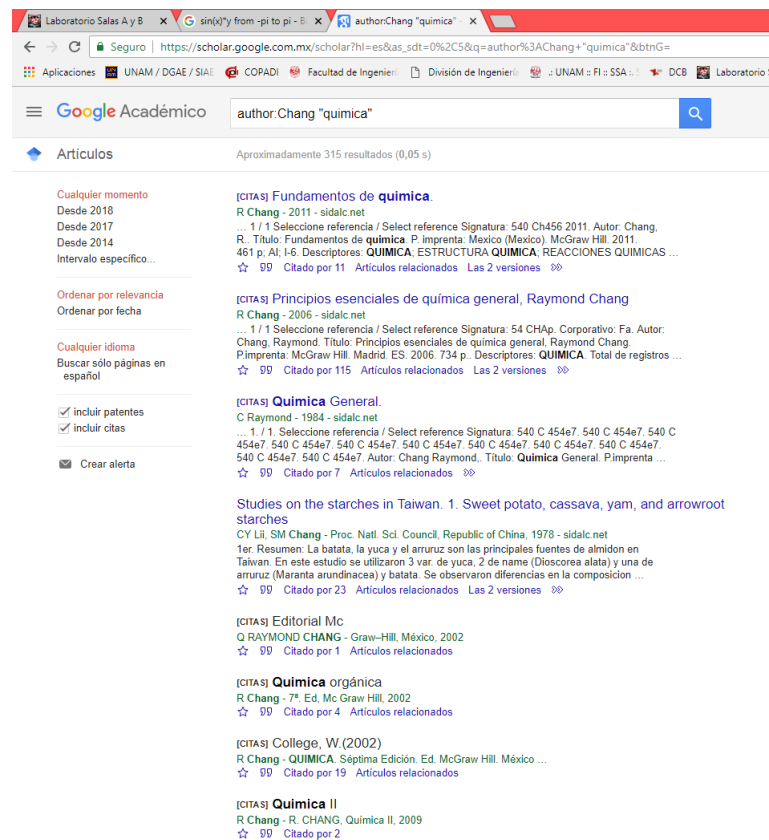 Laboratorio Salas A y B
sin(x)*y from -pi to pi - B
author:Chang "quimica" -
Seguro | https://scholar.google.com.mx/scholar?hl=es&as_sdt=0%2C5&q=author%3AChang+"quimica"&btnG=
Aplicaciones UNAM / DGAE / SIAE COPADI Facultad de Ingenierí División de Ingeniería .: UNAM :: FI :: SSA :. DCB Laboratorio S
Google Académico
author:Chang "quimica"
Artículos
Aproximadamente 315 resultados (0,05 s)
Cualquier momento
Desde 2018
Desde 2017
Desde 2014
Intervalo específico...
Ordenar por relevancia
Ordenar por fecha
Cualquier idioma
Buscar sólo páginas en
español
incluir patentes
incluir citas
Crear alerta
[CITAS] Fundamentos de quimica.
R Chang - 2011 - sidalc.net
... 1 / 1 Seleccione referencia / Select reference Signatura: 540 Ch456 2011. Autor: Chang,
R.. Título: Fundamentos de quimica. P. imprenta: Mexico (Mexico). McGraw Hill. 2011.
461 p; Al; I-6. Descriptores: QUIMICA; ESTRUCTURA QUIMICA; REACCIONES QUIMICAS ...
Citado por 11 Artículos relacionados Las 2 versiones
[CITAS] Principios esenciales de química general, Raymond Chang
R Chang - 2006 - sidalc.net
... 1 / 1 Seleccione referencia / Select reference Signatura: 54 CHAp. Corporativo: Fa. Autor:
Chang, Raymond. Título: Principios esenciales de química general, Raymond Chang.
P.imprenta: McGraw Hill. Madrid. ES. 2006. 734 p.. Descriptores: QUIMICA. Total de registros ...
Citado por 115 Artículos relacionados Las 2 versiones
[CITAS] Quimica General.
C Raymond - 1984 - sidalc.net
... 1. / 1. Seleccione referencia / Select reference Signatura: 540 C 454e7. 540 C 454e7. 540 C
454e7. 540 C 454e7. 540 C 454e7. 540 C 454e7. 540 C 454e7. 540 C 454e7. 540 C 454e7.
540 C 454e7. 540 C 454e7. Autor: Chang Raymond,. Título: Quimica General. P.imprenta ...
Citado por 7 Artículos relacionados
Studies on the starches in Taiwan. 1. Sweet potato, cassava, yam, and arrowroot
starches
CY Lii, SM Chang - Proc. Natl. Sci. Council, Republic of China, 1978 - sidalc.net
1er. Resumen: La batata, la yuca y el arruruz son las principales fuentes de almidon en
Taiwan. En este estudio se utilizaron 3 var. de yuca, 2 de name (Dioscorea alata) y una de
arruruz (Maranta arundinacea) y batata. Se observaron diferencias en la composicion ...
Citado por 23 Artículos relacionados Las 2 versiones
[CITAS] Editorial Mc
Q RAYMOND CHANG - Graw–Hill, México, 2002
Citado por 1 Artículos relacionados
[CITAS] Quimica orgánica
R Chang - 7ª. Ed, Mc Graw Hill, 2002
Citado por 4 Artículos relacionados
[CITAS] College, W.(2002)
R Chang - QUIMICA. Séptima Edición. Ed. McGraw Hill. México ...
Citado por 19 Artículos relacionados
[CITAS] Quimica II
R Chang - R. CHANG, Quimica II, 2009
Citado por 2